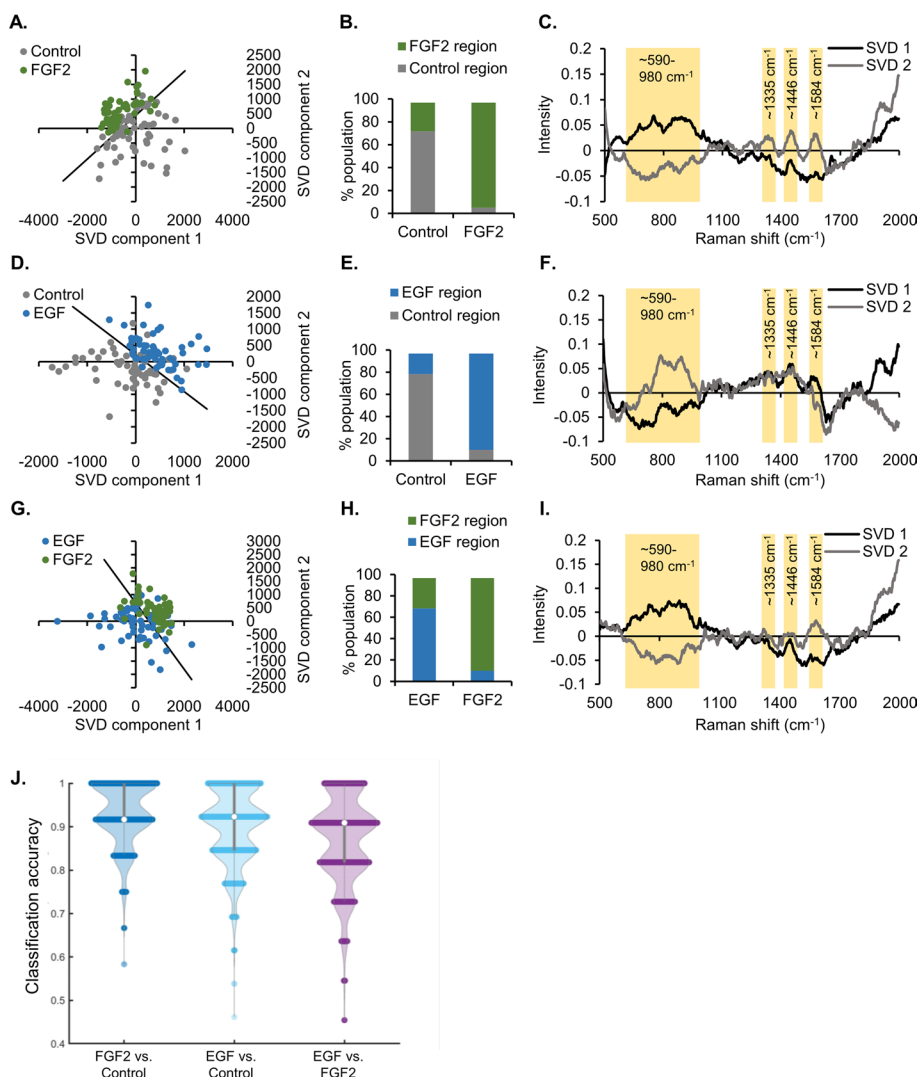 A.
Control
FGF2
2500
2000
1500
1000
500
0
-500
-1000
-1500
-2000
-2500
SVD component 2
-4000 -2000 0 2000 4000
SVD component 1
B.
FGF2 region
Control region
% population
100
80
60
40
20
0
Control FGF2
C.
SVD 1
SVD 2
~590-
980 cm-1
~1335 cm-1
~1446 cm-1
~1584 cm-1
Intensity
0.2
0.15
0.1
0.05
0
-0.05
-0.1
500 800 1100 1400 1700 2000
Raman shift (cm-1)
D.
Control
EGF
2000
1500
1000
500
0
-500
-1000
-1500
-2000
-2500
SVD component 2
-2000 -1000 0 1000 2000
SVD component 1
E.
EGF region
Control region
% population
100
80
60
40
20
0
Control EGF
F.
SVD 1
SVD 2
~590-
980 cm-1
~1335 cm-1
~1446 cm-1
~1584 cm-1
Intensity
0.2
0.15
0.1
0.05
0
-0.05
-0.1
500 800 1100 1400 1700 2000
Raman shift (cm-1)
G.
EGF
FGF2
3000
2500
2000
1500
1000
500
0
-500
-1000
-1500
-2000
-2500
SVD component 2
-4000 -2000 0 2000 4000
SVD component 1
H.
FGF2 region
EGF region
% population
100
80
60
40
20
0
EGF FGF2
I.
SVD 1
SVD 2
~590-
980 cm-1
~1335 cm-1
~1446 cm-1
~1584 cm-1
Intensity
0.2
0.15
0.1
0.05
0
-0.05
-0.1
500 800 1100 1400 1700 2000
Raman shift (cm-1)
J.
Classification accuracy
1
0.9
0.8
0.7
0.6
0.5
0.4
FGF2 vs. EGF vs. EGF vs.
Control Control FGF2